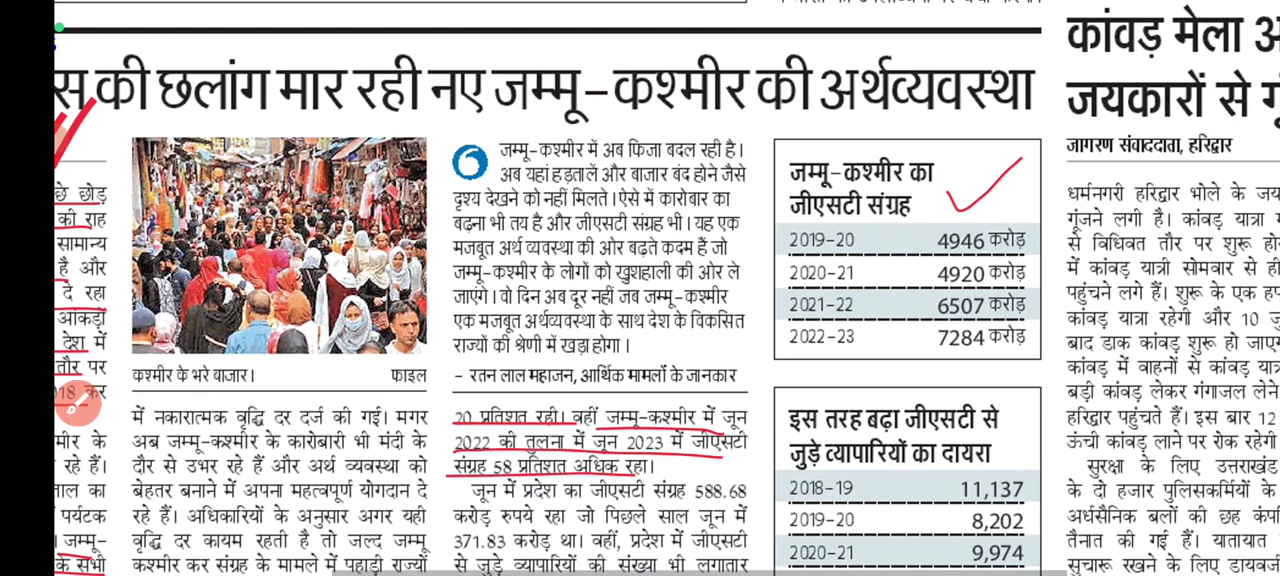 स की छलांग मार रही नए जम्मू-कश्मीर की अर्थव्यवस्था
छे छोड़
की राह
सामान्य
है और
दे रहा
आंकड़ा
देश में
तौर पर
018 कर
मीर के
रहे हैं।
ताल का
पर्यटक
जम्मू-
के सभी
कश्मीर के भरे बाजार। फाइल
में नकारात्मक वृद्धि दर दर्ज की गई। मगर
अब जम्मू-कश्मीर के कारोबारी भी मंदी के
दौर से उभर रहे हैं और अर्थ व्यवस्था को
बेहतर बनाने में अपना महत्वपूर्ण योगदान दे
रहे हैं। अधिकारियों के अनुसार अगर यही
वृद्धि दर कायम रहती है तो जल्द जम्मू
कश्मीर कर संग्रह के मामले में पहाड़ी राज्यों
जम्मू-कश्मीर में अब फिजा बदल रही है।
अब यहां हड़तालें और बाजार बंद होने जैसे
दृश्य देखने को नहीं मिलते। ऐसे में कारोबार का
बढ़ना भी तय है और जीएसटी संग्रह भी। यह एक
मजबूत अर्थ व्यवस्था की ओर बढ़ते कदम हैं जो
जम्मू-कश्मीर के लोगों को खुशहाली की ओर ले
जाएंगे। वो दिन अब दूर नहीं जब जम्मू-कश्मीर
एक मजबूत अर्थव्यवस्था के साथ देश के विकसित
राज्यों की श्रेणी में खड़ा होगा।
- रतन लाल महाजन, आर्थिक मामलों के जानकार
20 प्रतिशत रही। वहीं जम्मू-कश्मीर में जून
2022 की तुलना में जून 2023 में जीएसटी
संग्रह 58 प्रतिशत अधिक रहा।
जून में प्रदेश का जीएसटी संग्रह 588.68
करोड़ रुपये रहा जो पिछले साल जून में
371.83 करोड़ था। वहीं, प्रदेश में जीएसटी
से जुड़े व्यापारियों की संख्या भी लगातार
जम्मू-कश्मीर का
जीएसटी संग्रह
2019-20 4946 करोड़
2020-21 4920 करोड़
2021-22 6507 करोड़
2022-23 7284 करोड़
इस तरह बढ़ा जीएसटी से
जुड़े व्यापारियों का दायरा
2018-19 11,137
2019-20 8,202
2020-21 9,974
कांवड़ मेला
जयकारों से
जागरण संवाददाता, हरिद्वार
धर्मनगरी हरिद्वार भोले के जय
गूंजने लगी है। कांवड़ यात्रा
से विधिवत तौर पर शुरू हो
में कांवड़ यात्री सोमवार से ही
पहुंचने लगे हैं। शुरू के एक हफ
कांवड़ यात्रा रहेगी और 10 जु
बाद डाक कांवड़ शुरू हो जाए
कांवड़ में वाहनों से कांवड़ या
बड़ी कांवड़ लेकर गंगाजल लेने
हरिद्वार पहुंचते हैं। इस बार 12
ऊंची कांवड़ लाने पर रोक रहेगी
सुरक्षा के लिए उत्तराखंड
के दो हजार पुलिसकर्मियों के
अर्धसैनिक बलों की छह कंप
तैनात की गई हैं। यातायात
सुचारू रखने के लिए डायवर्ज